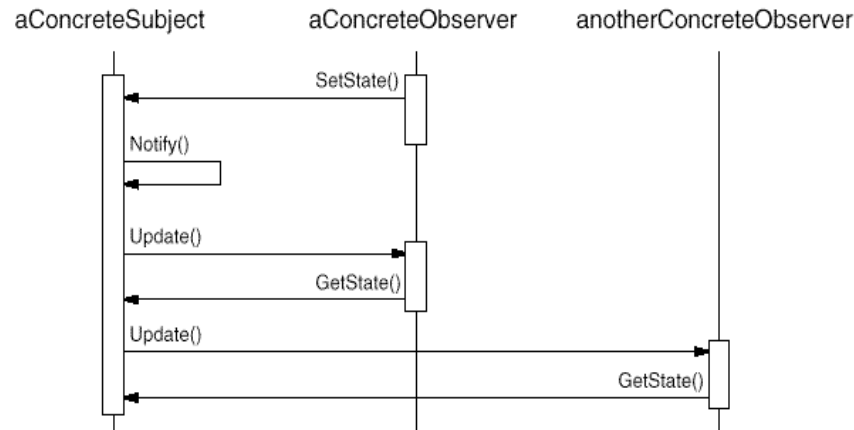 aConcreteSubject aConcreteObserver anotherConcreteObserver
SetState()
Notify()
Update()
GetState()
Update()
GetState()